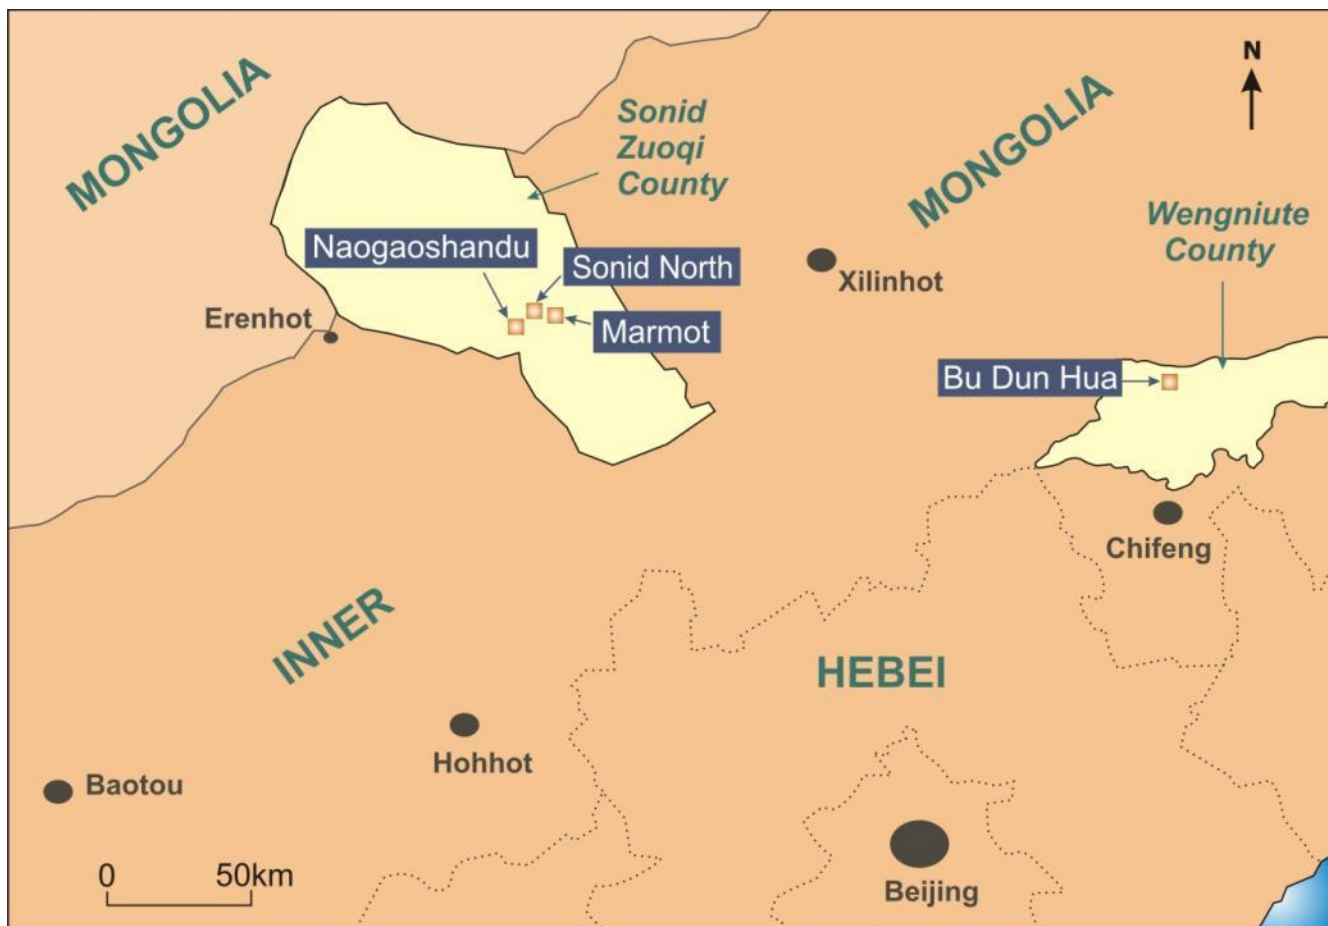 MONGOLIA
Sonid
Zuoqi
County
N
MONGOLIA
Wengniute
County
Naogaoshandu
Sonid North
Xilinhot
Erenhot
Marmot
Bu Dun Hua
Chifeng
INNER
HEBEI
Hohhot
Baotou
0 50km
Beijing